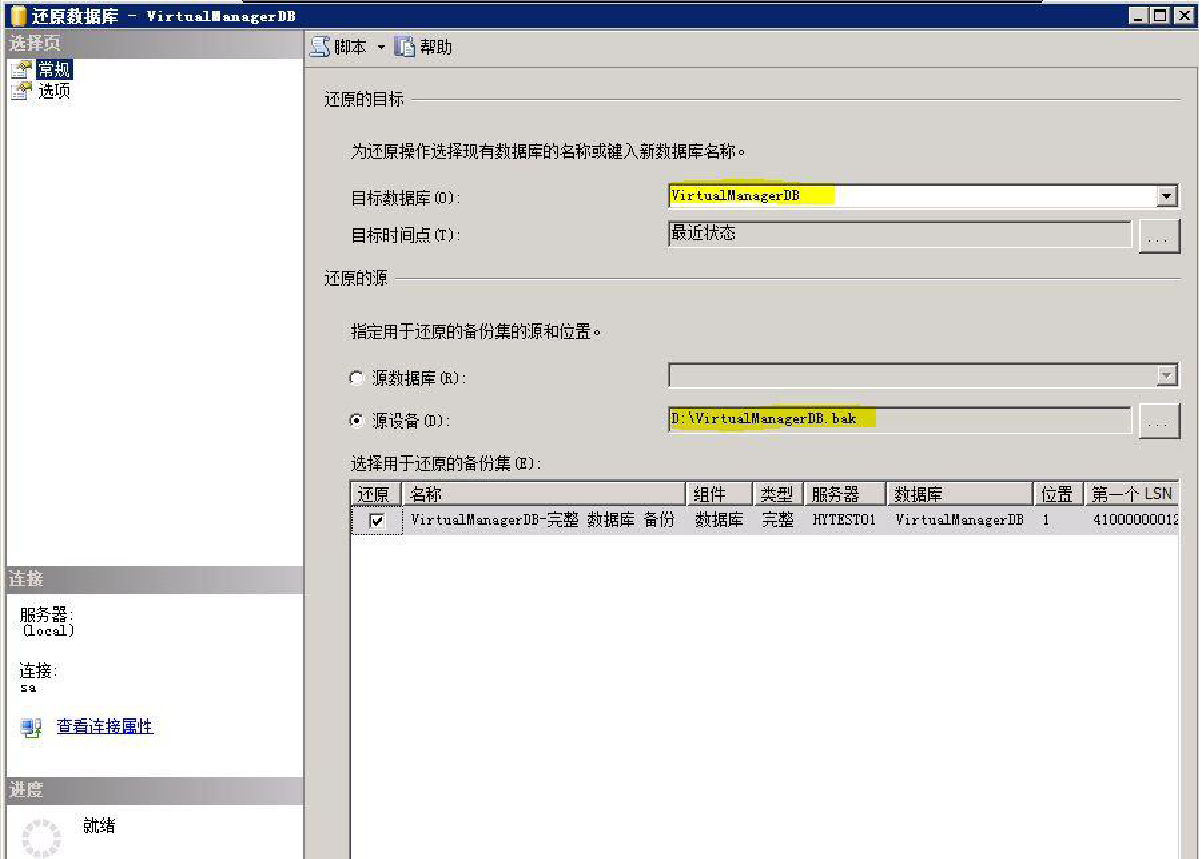 还原数据库 - VirtualManagerDB
选择页
常规
选项
脚本 帮助
还原的目标
为还原操作选择现有数据库的名称或键入新数据库名称。
目标数据库(O): VirtualManagerDB
目标时间点(T): 最近状态 ...
还原的源
指定用于还原的备份集的源和位置。
源数据库(R):
源设备(D): D:\VirtualManagerDB.bak ...
选择用于还原的备份集(E):
还原 名称 组件 类型 服务器 数据库 位置 第一个 LSN
VirtualManagerDB-完整 数据库 备份 数据库 完整 HYTEST01 VirtualManagerDB 1 41000000012
连接
服务器:
(local)
连接:
sa
查看连接属性
进度
就绪